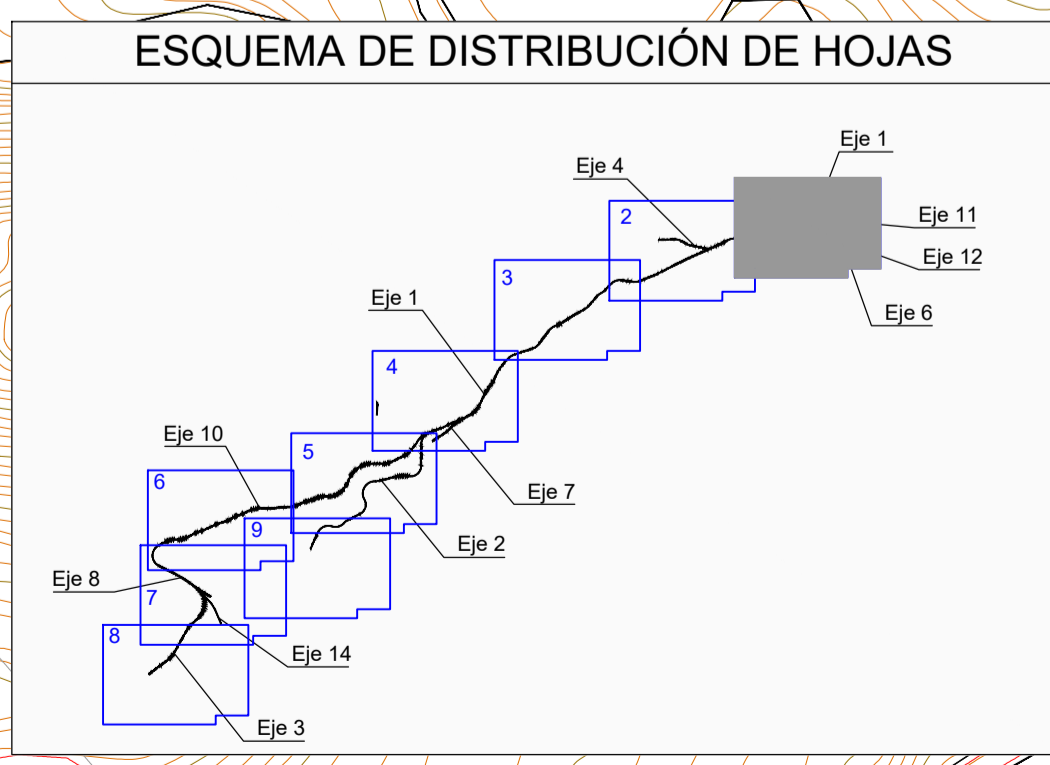 ESQUEMA DE DISTRIBUCIÓN DE HOJAS
Eje 1
Eje 4
2
Eje 11
Eje 12
3
Eje 1
Eje 6
4
Eje 10
5
6
Eje 7
9
Eje 2
Eje 8
7
8
Eje 14
Eje 3